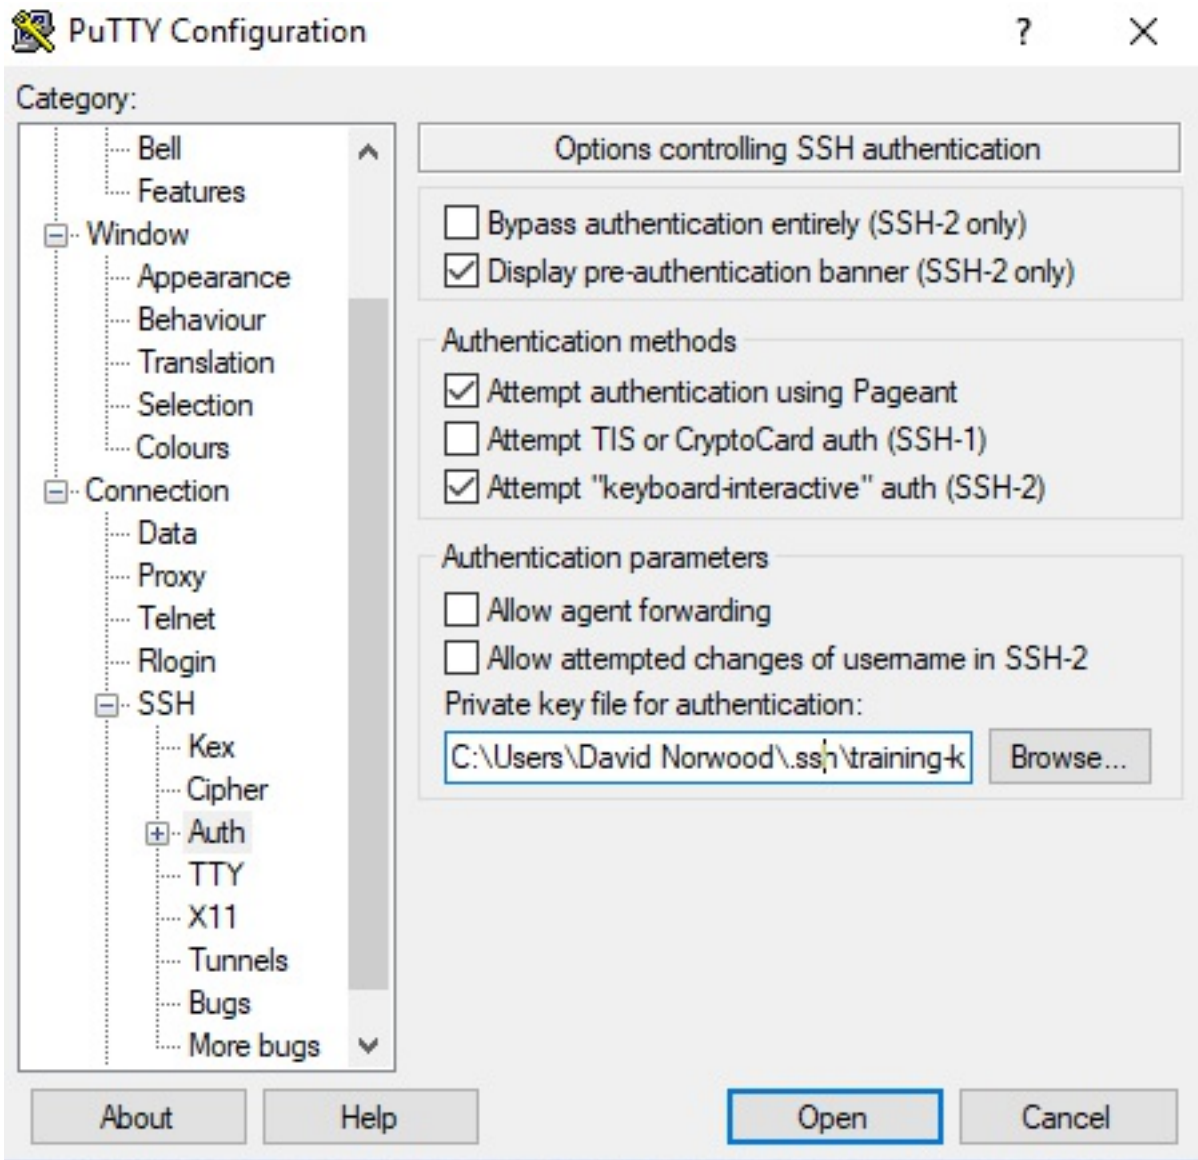 PuTTY Configuration
?
Category:
Bell
Features
Window
Appearance
Behaviour
Translation
Selection
Colours
Connection
Data
Proxy
Telnet
Rlogin
SSH
Kex
Cipher
Auth
TTY
X11
Tunnels
Bugs
More bugs
Options controlling SSH authentication
Bypass authentication entirely (SSH-2 only)
Display pre-authentication banner (SSH-2 only)
Authentication methods
Attempt authentication using Pageant
Attempt TIS or CryptoCard auth (SSH-1)
Attempt "keyboard-interactive" auth (SSH-2)
Authentication parameters
Allow agent forwarding
Allow attempted changes of username in SSH-2
Private key file for authentication:
C:\Users\David Norwood\.ssh\training-k
Browse...
About
Help
Open
Cancel